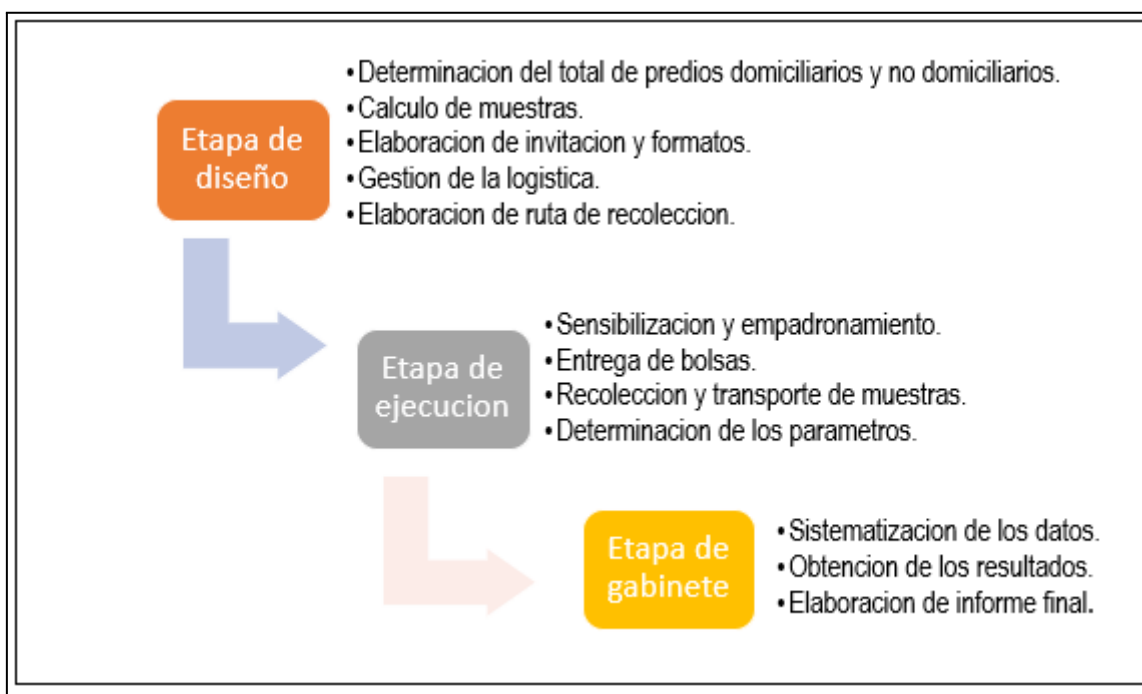 •Determinacion del total de predios domiciliarios y no domiciliarios.
•Calculo de muestras.
•Elaboracion de invitacion y formatos.
•Gestion de la logistica.
•Elaboracion de ruta de recoleccion.
Etapa de
diseño
•Sensibilizacion y empadronamiento.
•Entrega de bolsas.
•Recoleccion y transporte de muestras.
•Determinacion de los parametros.
Etapa de
ejecucion
•Sistematizacion de los datos.
•Obtencion de los resultados.
•Elaboracion de informe final.
Etapa de
gabinete